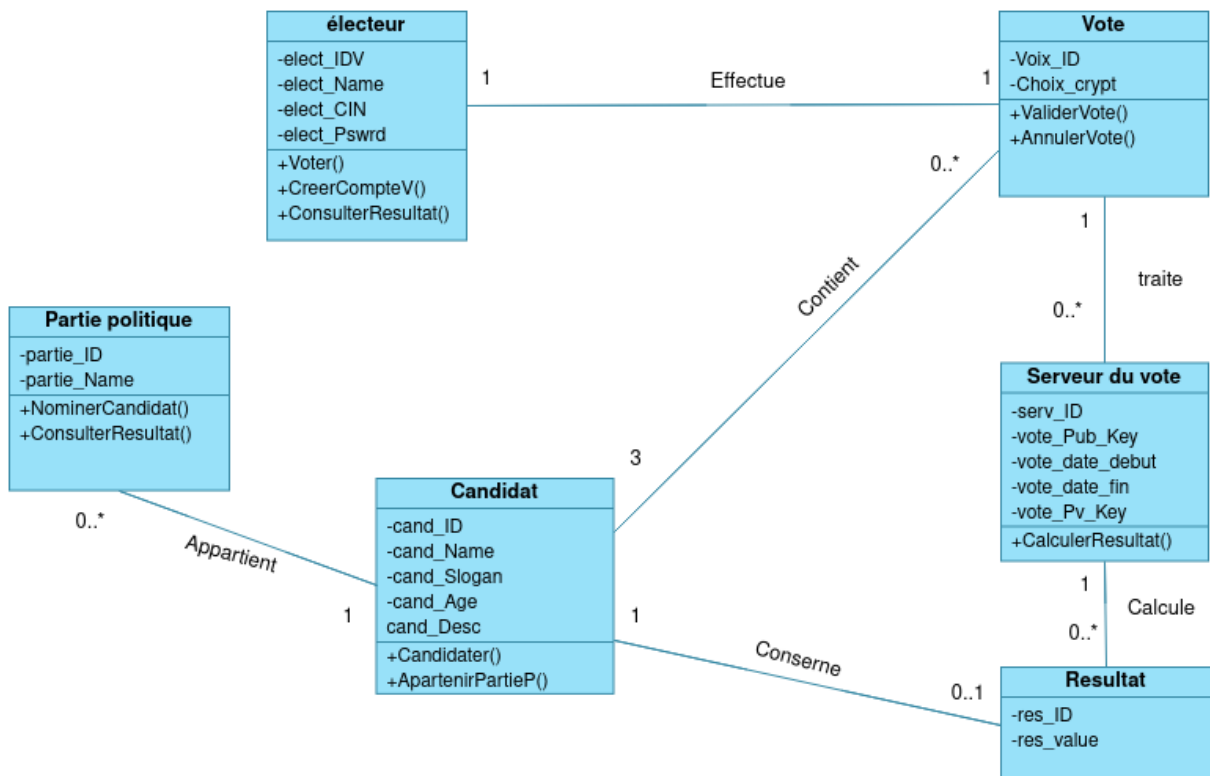 électeur
-elect_IDV
-elect_Name
-elect_CIN
-elect_Pswrd
+Voter()
+CreerCompteV()
+ConsulterResultat()
1
Effectue
1
Vote
-Voix_ID
-Choix_crypt
+ValiderVote()
+AnnulerVote()
0..*
Contient
3
1
traite
0..*
Partie politique
-partie_ID
-partie_Name
+NominerCandidat()
+ConsulterResultat()
0..*
Appartient
1
Candidat
-cand_ID
-cand_Name
-cand_Slogan
-cand_Age
cand_Desc
+Candidater()
+ApartenirPartieP()
1
Conserne
0..1
Serveur du vote
-serv_ID
-vote_Pub_Key
-vote_date_debut
-vote_date_fin
-vote_Pv_Key
+CalculerResultat()
1
Calcule
0..*
Resultat
-res_ID
-res_value